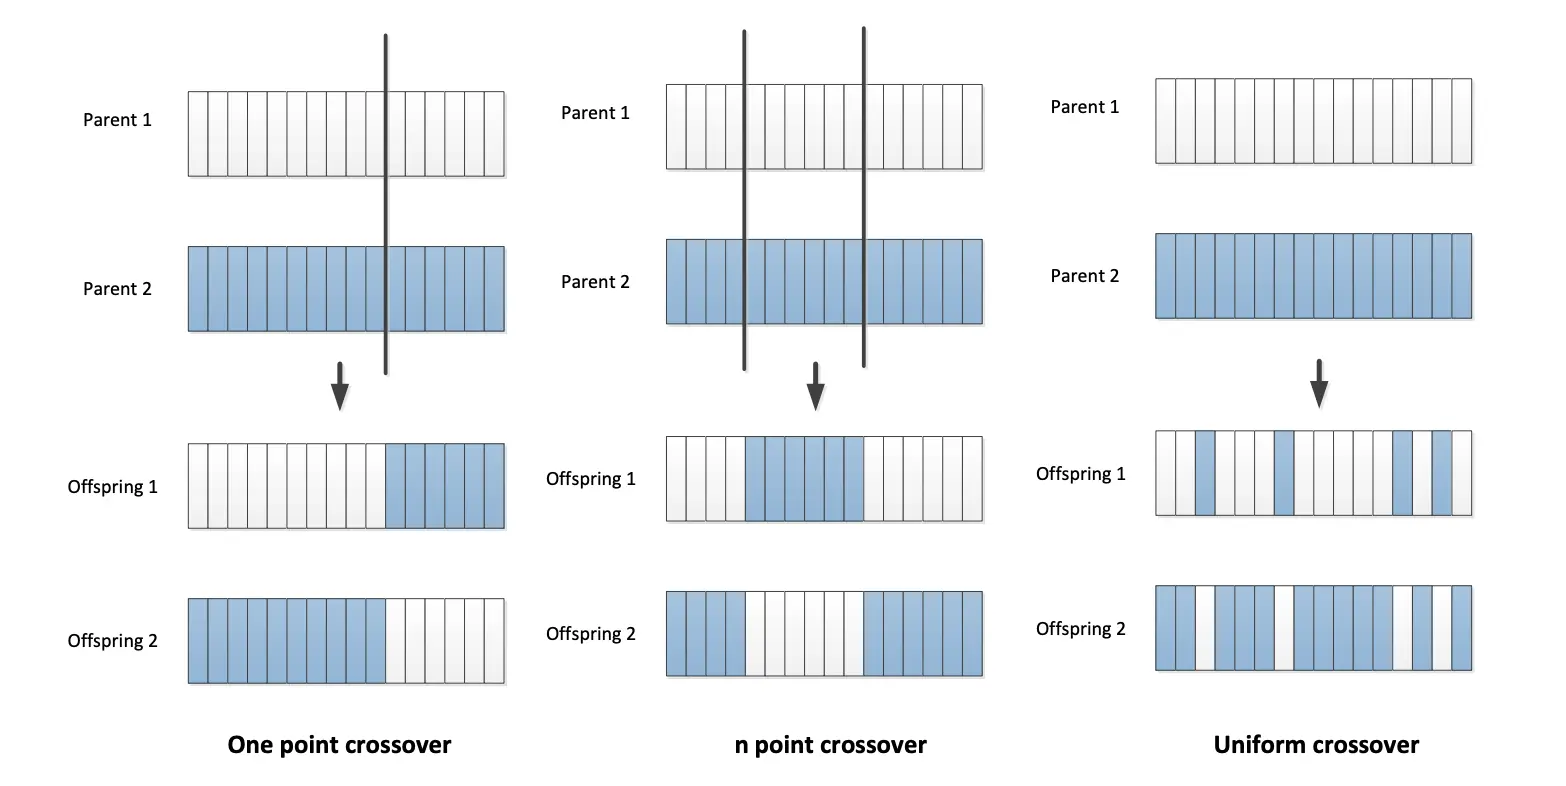 Parent 1
Parent 2
Offspring 1
Offspring 2
One point crossover
Parent 1
Parent 2
Offspring 1
Offspring 2
n point crossover
Parent 1
Parent 2
Offspring 1
Offspring 2
Uniform crossover